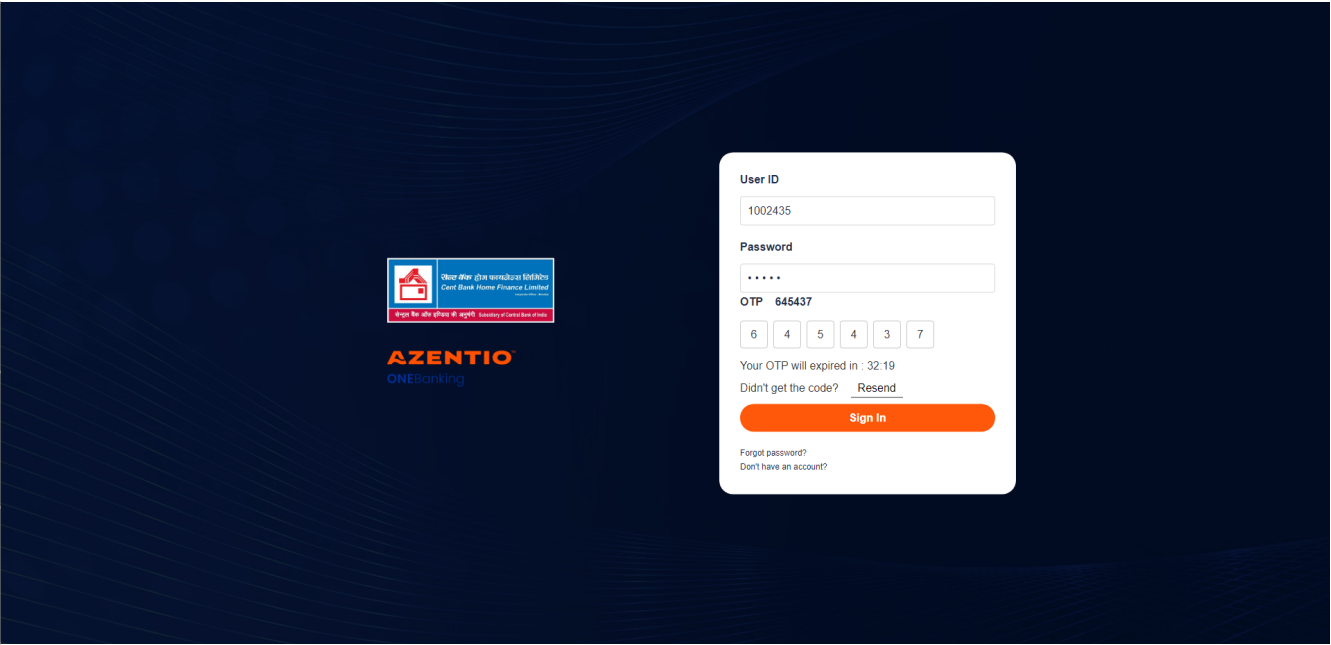 सेन्ट बैंक होम फायनेन्स लिमिटेड
Cent Bank Home Finance Limited
सेन्ट्रल बैंक ऑफ इण्डिया की अनुषंगी Subsidiary of Central Bank of India
AZENTIO
ONEBanking
User ID
1002435
Password
•••••
OTP 645437
6 4 5 4 3 7
Your OTP will expired in : 32:19
Didn't get the code? Resend
Sign In
Forgot password?
Don't have an account?